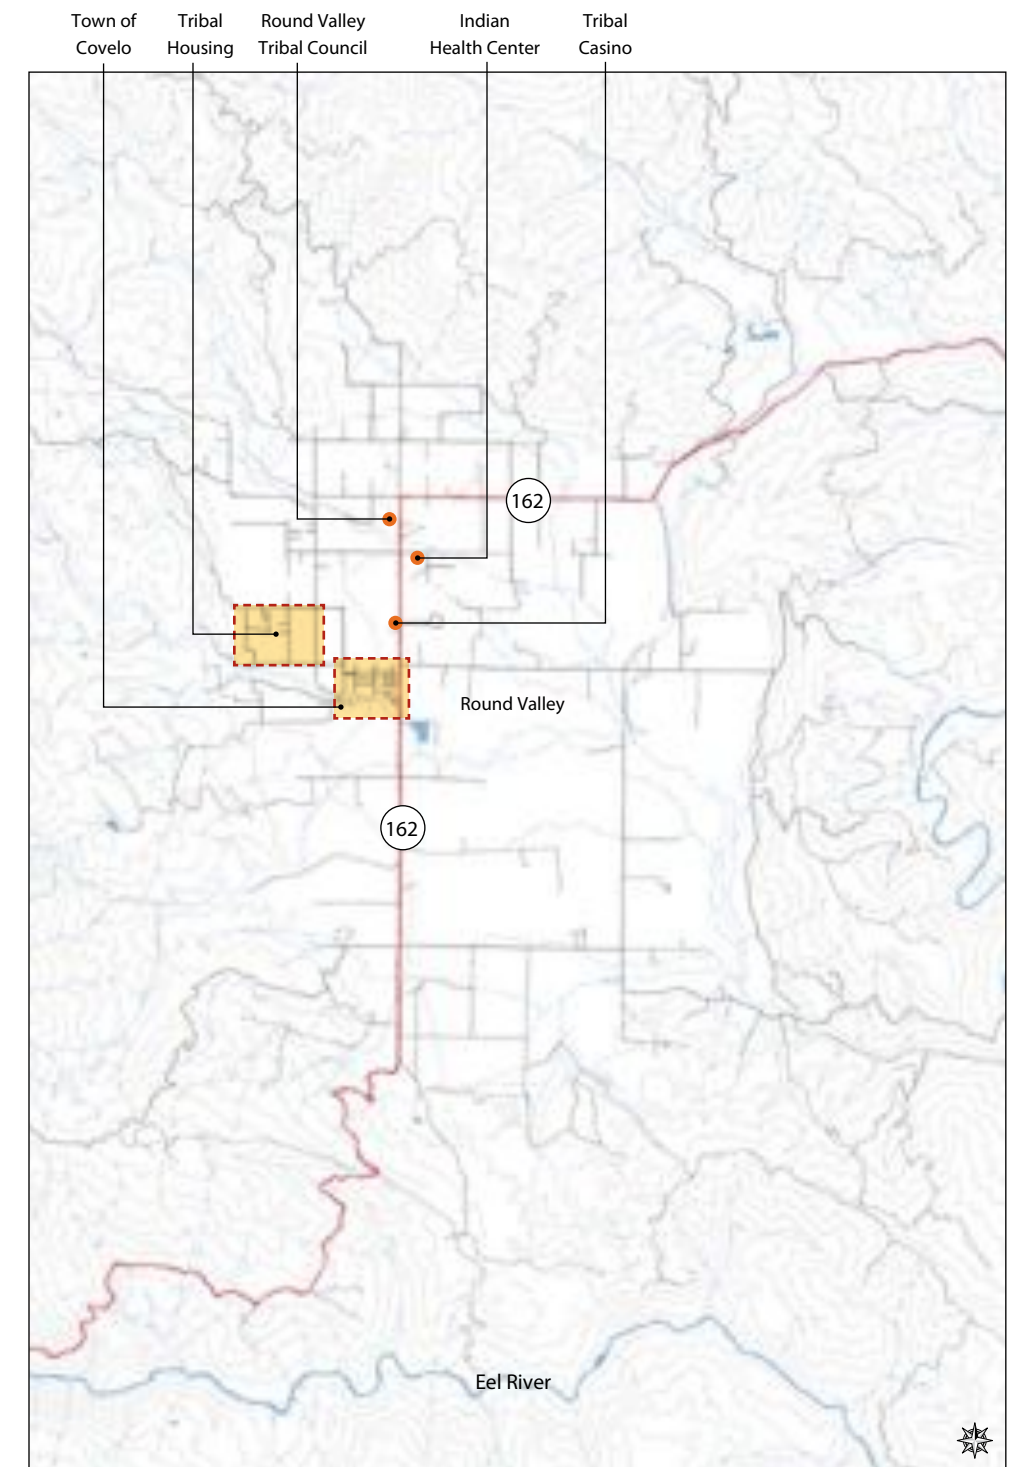 Town of
Covelo
Tribal
Housing
Round Valley
Tribal Council
Indian
Health Center
Tribal
Casino
162
Round Valley
162
Eel River